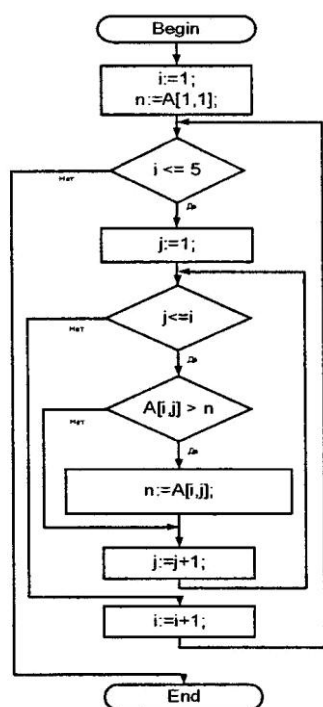 Begin
i:=1;
n:=A[1,1];
i <= 5
Нет
Да
j:=1;
j<=i
Нет
Да
A[i,j] > n
Нет
Да
n:=A[i,j];
j:=j+1;
i:=i+1;
End